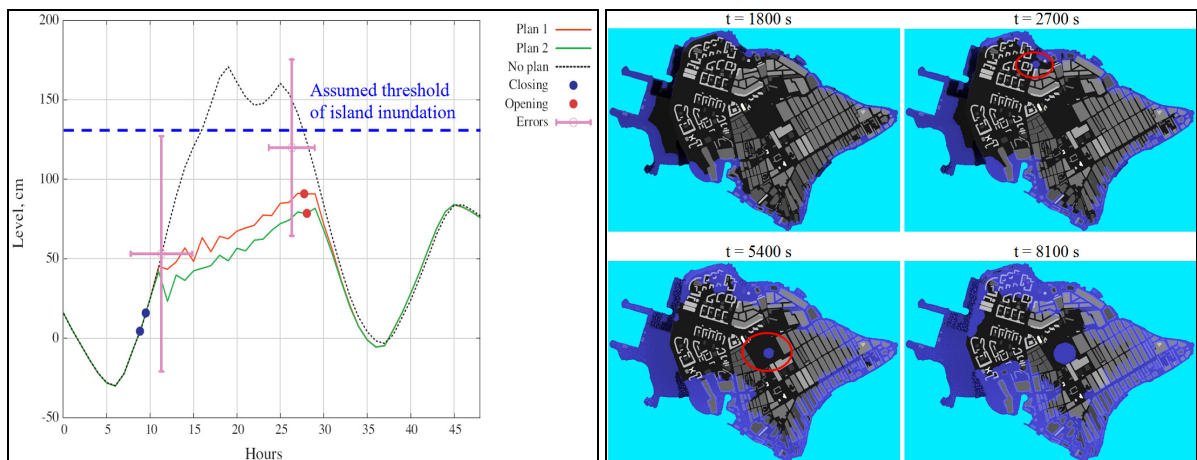 200
150
100
50
0
-50
Level, cm
0 5 10 15 20 25 30 35 40 45
Hours
Assumed threshold
of island inundation
Plan 1
Plan 2
No plan
Closing
Opening
Errors
t = 1800 s
t = 2700 s
t = 5400 s
t = 8100 s